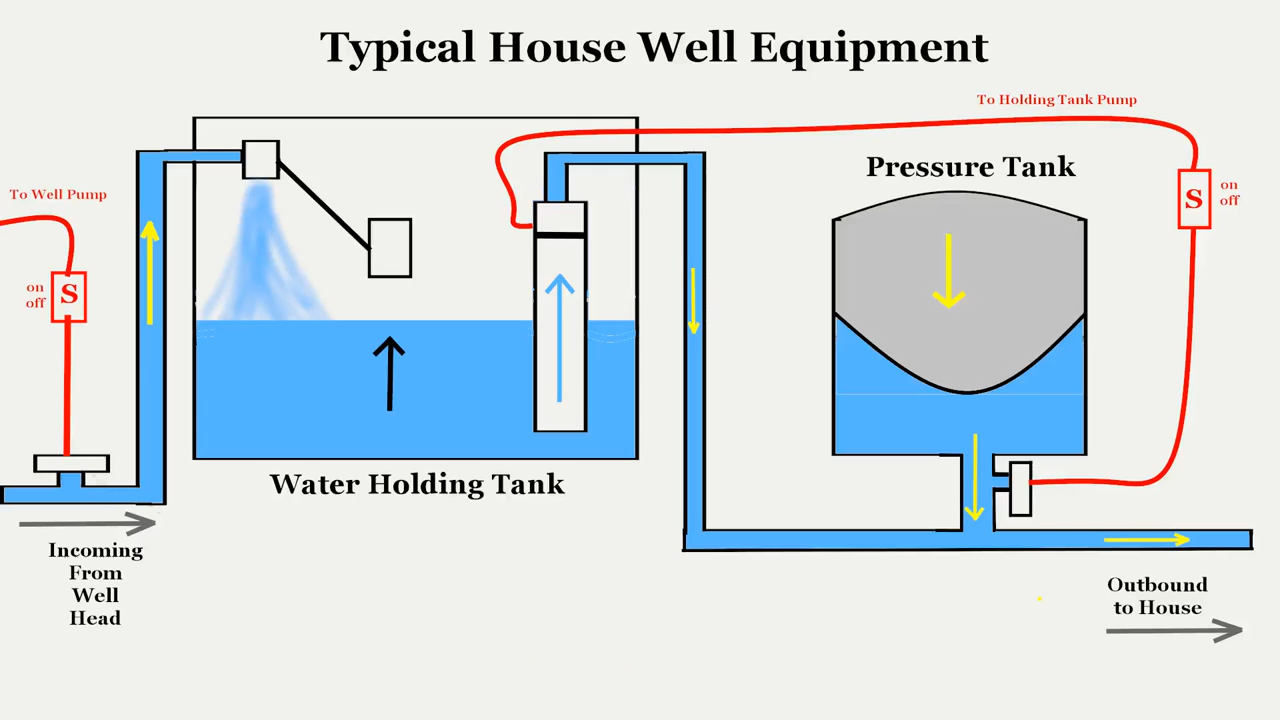 Typical House Well Equipment
To Holding Tank Pump
Pressure Tank
on
off
S
To Well Pump
on
off
S
Water Holding Tank
Incoming
From
Well
Head
Outbound
to House